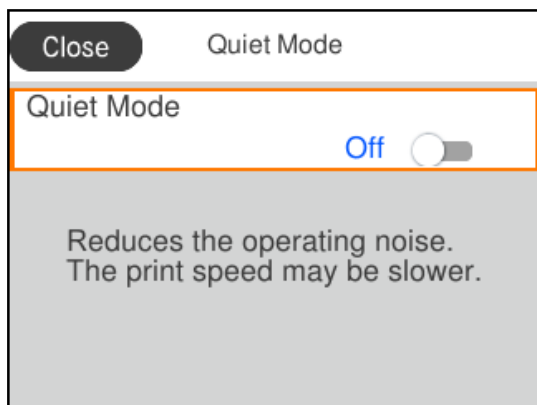 Close Quiet Mode
Quiet Mode
Off
Reduces the operating noise.
The print speed may be slower.